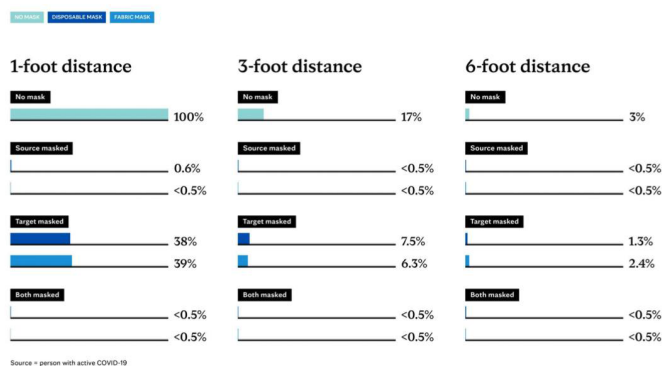 NO MASK DISPOSABLE MASK FABRIC MASK
1-foot distance
No mask
100%
Source masked
0.6%
<0.5%
Target masked
38%
39%
Both masked
<0.5%
<0.5%
3-foot distance
No mask
17%
Source masked
<0.5%
<0.5%
Target masked
7.5%
6.3%
Both masked
<0.5%
<0.5%
6-foot distance
No mask
3%
Source masked
<0.5%
<0.5%
Target masked
1.3%
2.4%
Both masked
<0.5%
<0.5%
Source = person with active COVID-19